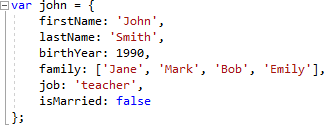 var john = {
    firstName: 'John',
    lastName: 'Smith',
    birthYear: 1990,
    family: ['Jane', 'Mark', 'Bob', 'Emily'],
    job: 'teacher',
    isMarried: false
};